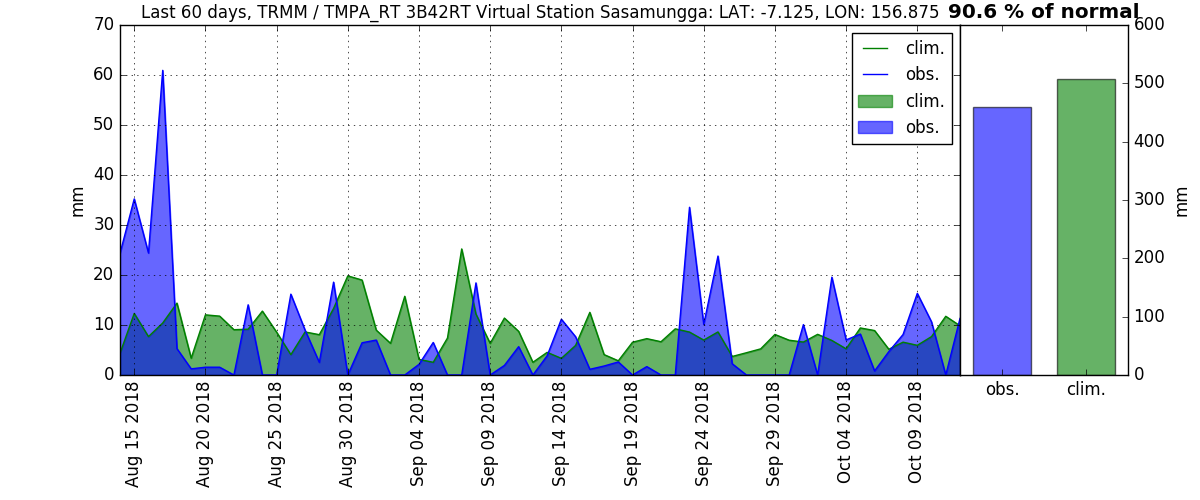 Last 60 days, TRMM / TMPA_RT 3B42RT Virtual Station Sasamungga: LAT: -7.125, LON: 156.875
90.6 % of normal
70
60
50
40
30
20
10
0
mm
clim.
obs.
clim.
obs.
Aug 15 2018
Aug 20 2018
Aug 25 2018
Aug 30 2018
Sep 04 2018
Sep 09 2018
Sep 14 2018
Sep 19 2018
Sep 24 2018
Sep 29 2018
Oct 04 2018
Oct 09 2018
600
500
400
300
200
100
0
mm
obs.
clim.